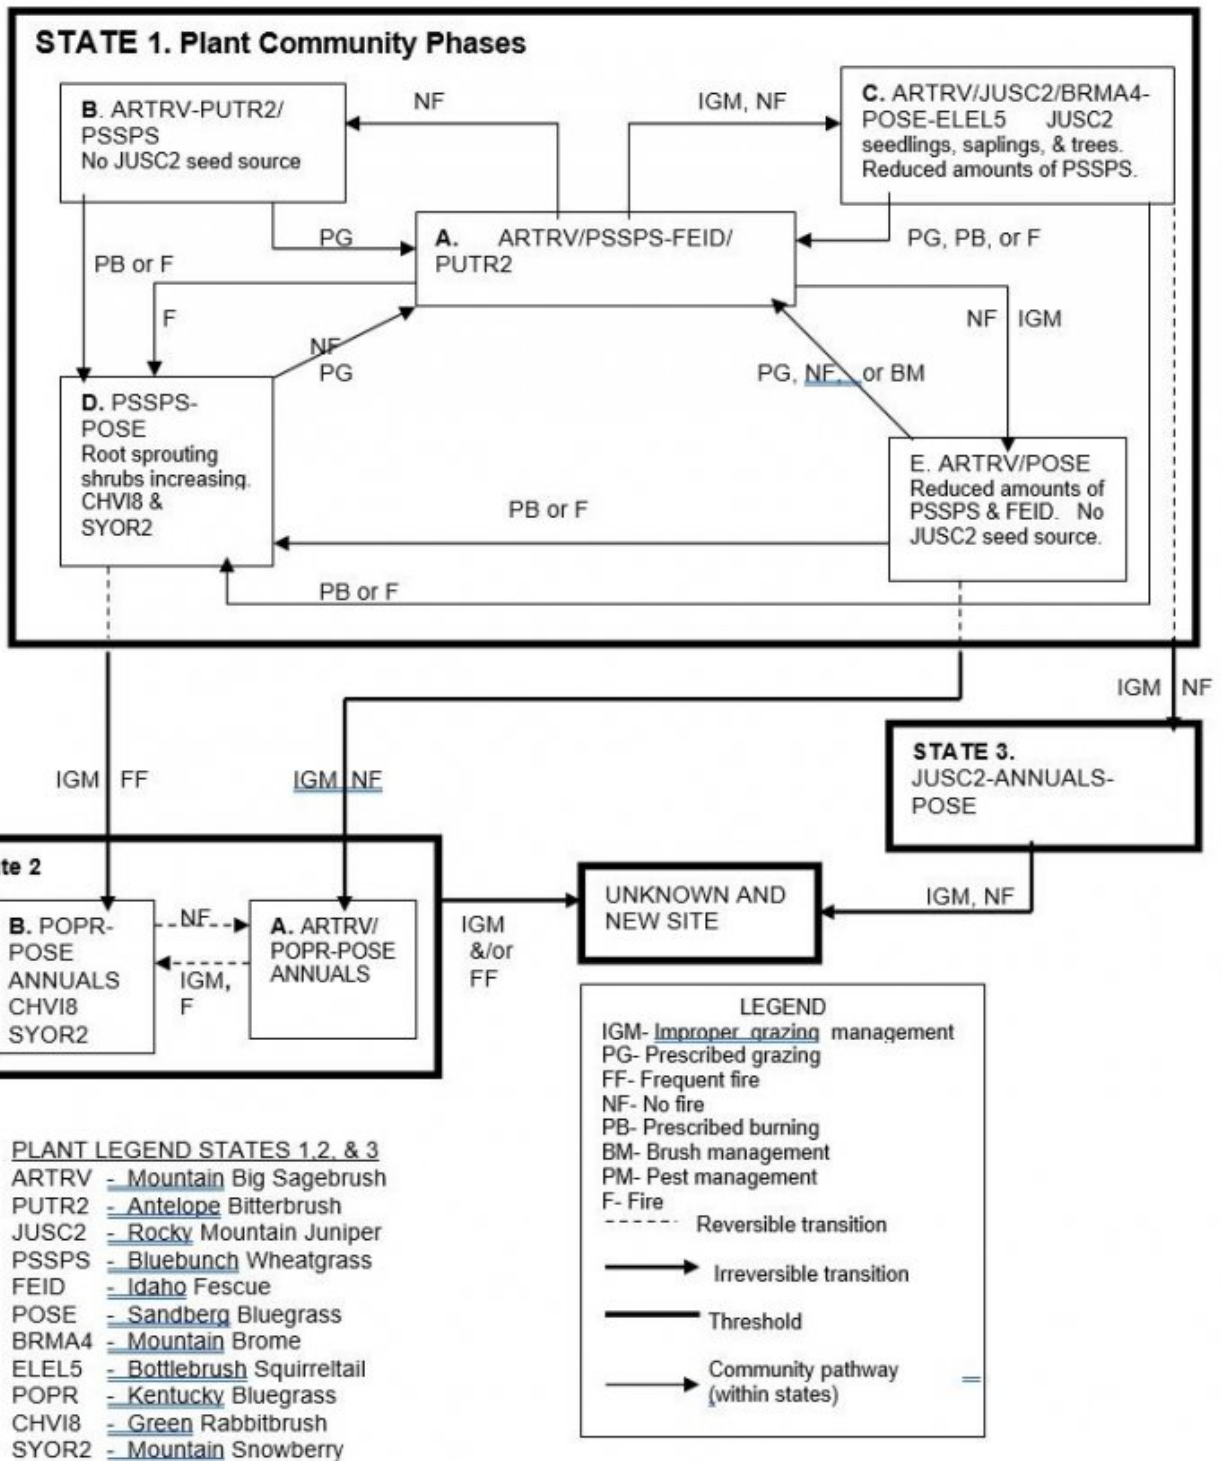 STATE 1. Plant Community Phases
B. ARTRV-PUTR2/
PSSPS
No JUSC2 seed source
NF
IGM, NF
C. ARTRV/JUSC2/BRMA4-
POSE-ELEL5 JUSC2
seedlings, saplings, & trees.
Reduced amounts of PSSPS.
PG
A. ARTRV/PSSPS-FEID/
PUTR2
PG, PB, or F
PB or F
F
NF
PG
NF IGM
PG, NF, or BM
D. PSSPS-
POSE
Root sprouting
shrubs increasing.
CHVI8 &
SYOR2
E. ARTRV/POSE
Reduced amounts of
PSSPS & FEID. No
JUSC2 seed source.
PB or F
PB or F
IGM NF
IGM FF
IGM NF
STATE 3.
JUSC2-ANNUALS-
POSE
te 2
B. POPR-
POSE
ANNUALS
CHVI8
SYOR2
NF
IGM,
F
A. ARTRV/
POPR-POSE
ANNUALS
IGM
&/or
FF
UNKNOWN AND
NEW SITE
IGM, NF
LEGEND
IGM- Improper grazing management
PG- Prescribed grazing
FF- Frequent fire
NF- No fire
PB- Prescribed burning
BM- Brush management
PM- Pest management
F- Fire
Reversible transition
Irreversible transition
Threshold
Community pathway
(within states)
PLANT LEGEND STATES 1,2, & 3
ARTRV - Mountain Big Sagebrush
PUTR2 - Antelope Bitterbrush
JUSC2 - Rocky Mountain Juniper
PSSPS - Bluebunch Wheatgrass
FEID - Idaho Fescue
POSE - Sandberg Bluegrass
BRMA4 - Mountain Brome
ELEL5 - Bottlebrush Squirreltail
POPR - Kentucky Bluegrass
CHVI8 - Green Rabbitbrush
SYOR2 - Mountain Snowberry